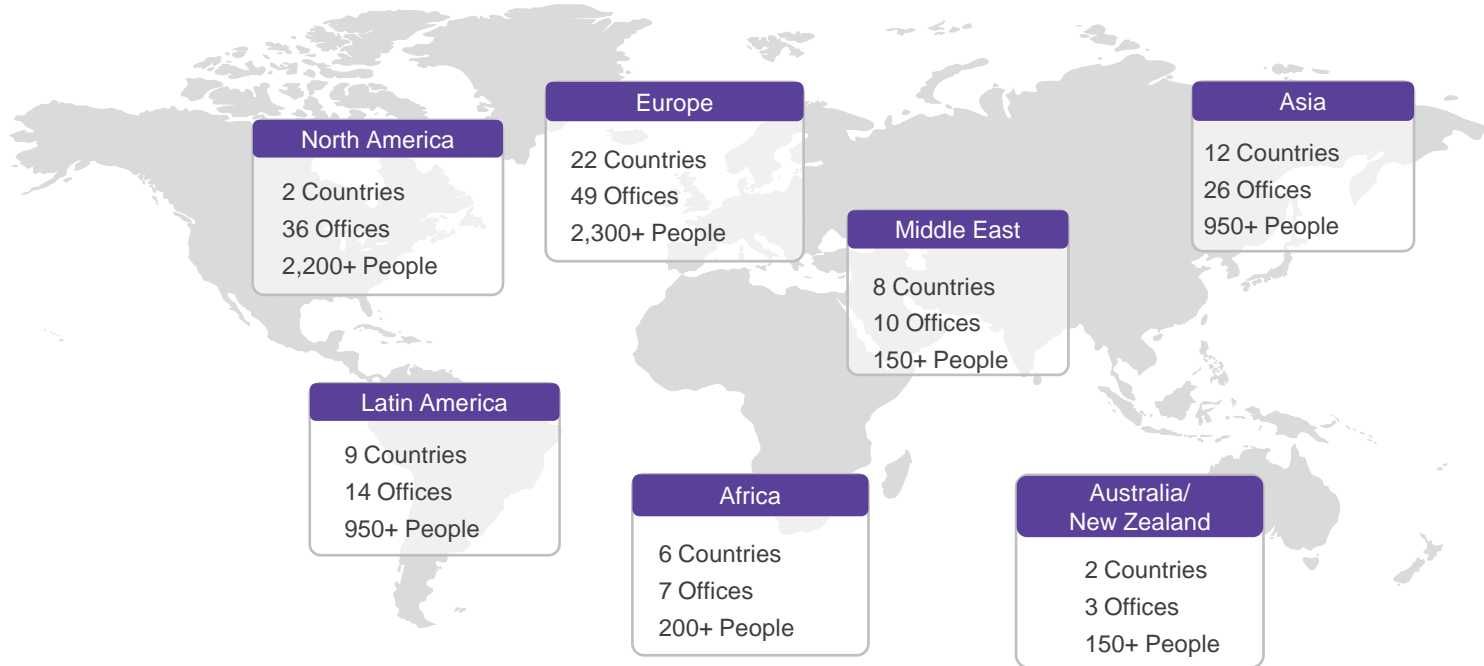 North America
2 Countries
36 Offices
2,200+ People
Europe
22 Countries
49 Offices
2,300+ People
Middle East
8 Countries
10 Offices
150+ People
Asia
12 Countries
26 Offices
950+ People
Latin America
9 Countries
14 Offices
950+ People
Africa
6 Countries
7 Offices
200+ People
Australia/
New Zealand
2 Countries
3 Offices
150+ People